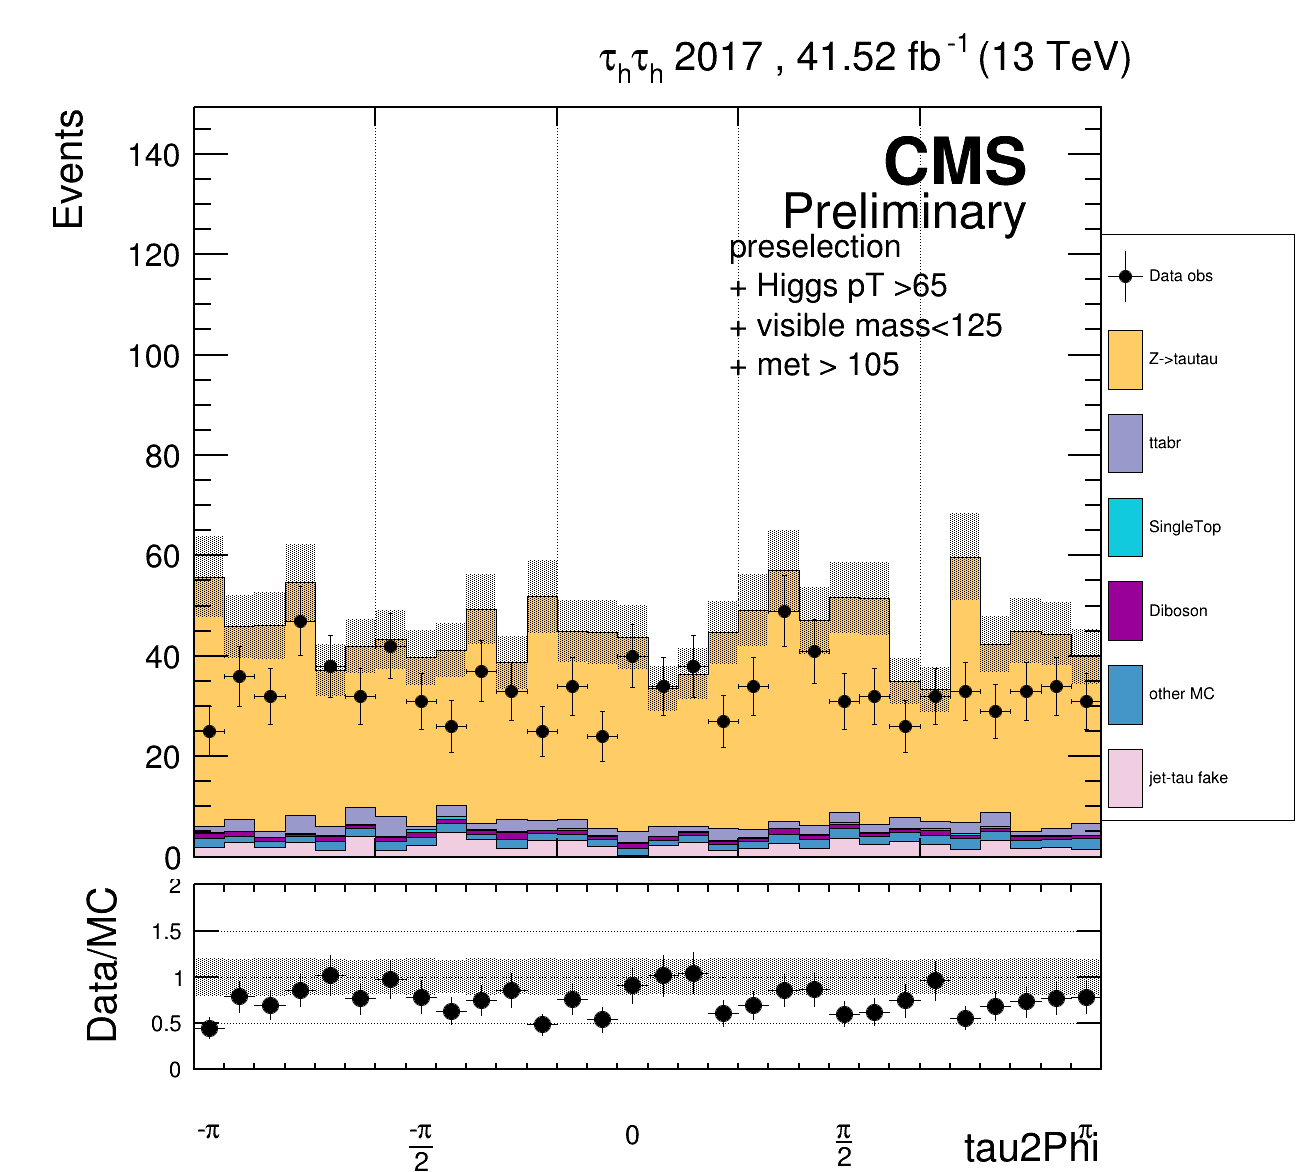 τhτh 2017 , 41.52 fb-1 (13 TeV)
Events
140
120
100
80
60
40
20
0
CMS
Preliminary
preselection
+ Higgs pT >65
+ visible mass<125
+ met > 105
Data obs
Z->tautau
ttabr
SingleTop
Diboson
other MC
jet-tau fake
Data/MC
2
1.5
1
0.5
0
-π
-π
2
0
π
2
π
tau2Phi